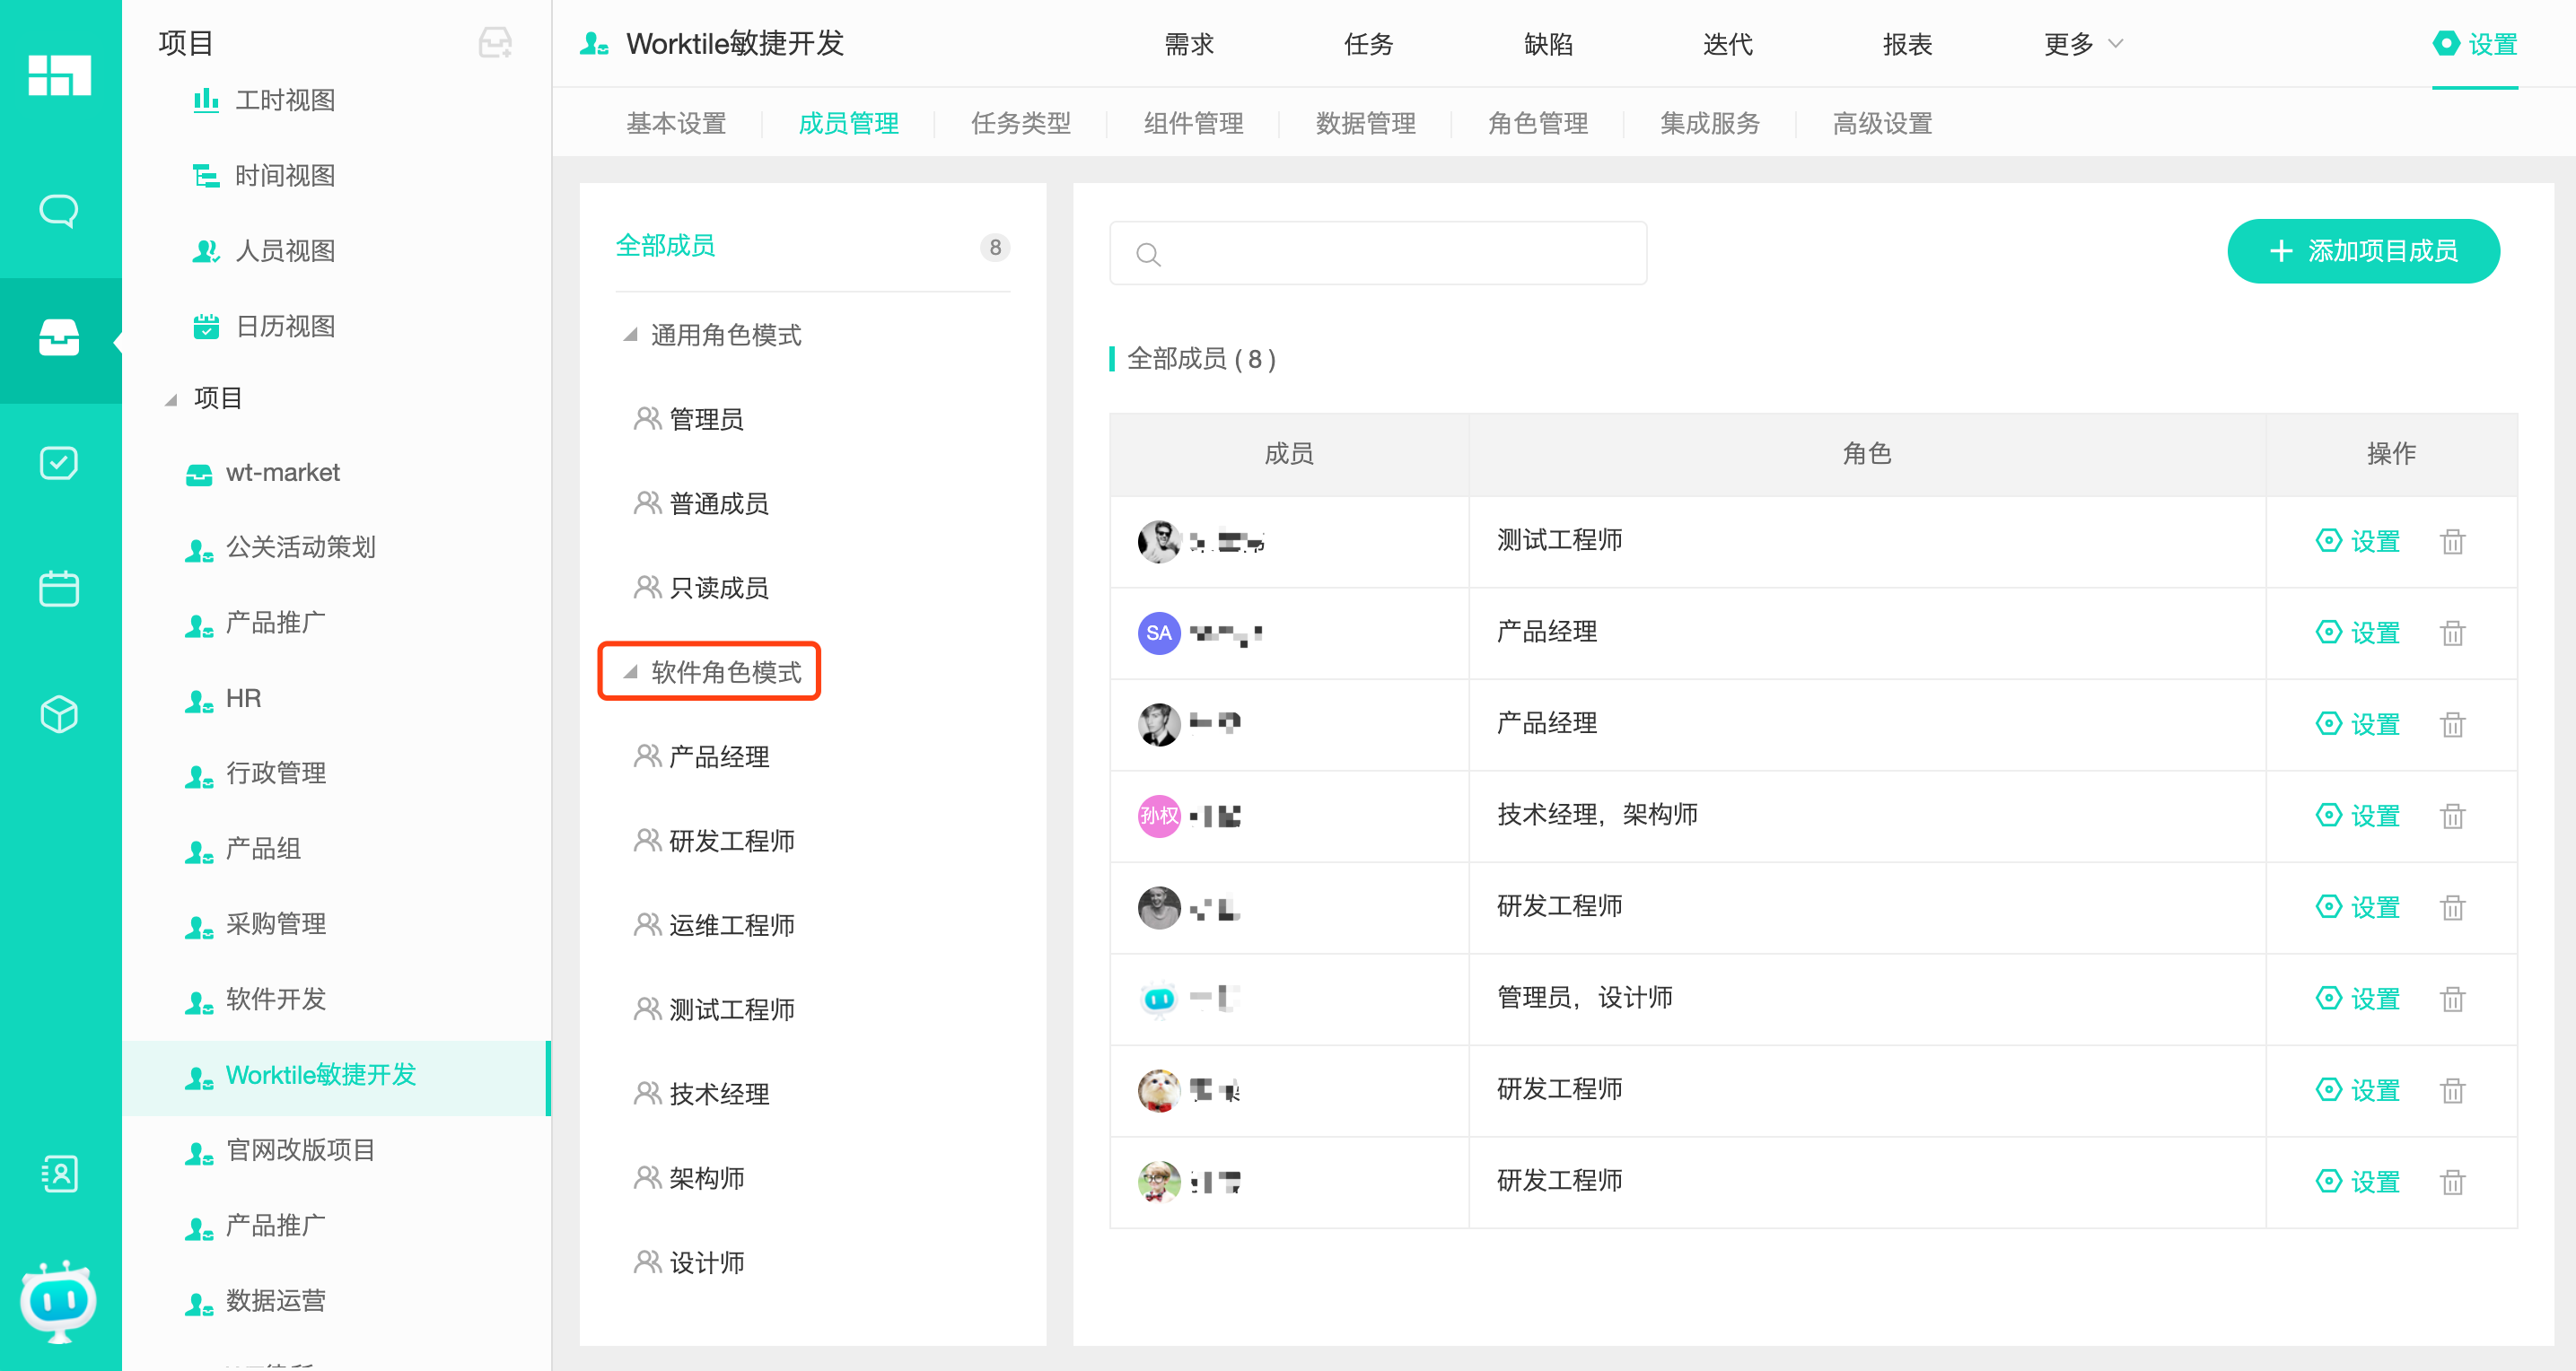 项目
工时视图
时间视图
人员视图
日历视图
项目
wt-market
公关活动策划
产品推广
HR
行政管理
产品组
采购管理
软件开发
Worktile敏捷开发
官网改版项目
产品推广
数据运营
Worktile敏捷开发
需求
任务
缺陷
迭代
报表
更多
设置
基本设置
成员管理
任务类型
组件管理
数据管理
角色管理
集成服务
高级设置
全部成员
8
通用角色模式
管理员
普通成员
只读成员
软件角色模式
产品经理
研发工程师
运维工程师
测试工程师
技术经理
架构师
设计师
添加项目成员
全部成员 ( 8 )
成员 角色 操作
测试工程师 设置
SA 产品经理 设置
产品经理 设置
孙权 技术经理，架构师 设置
研发工程师 设置
管理员，设计师 设置
研发工程师 设置
研发工程师 设置